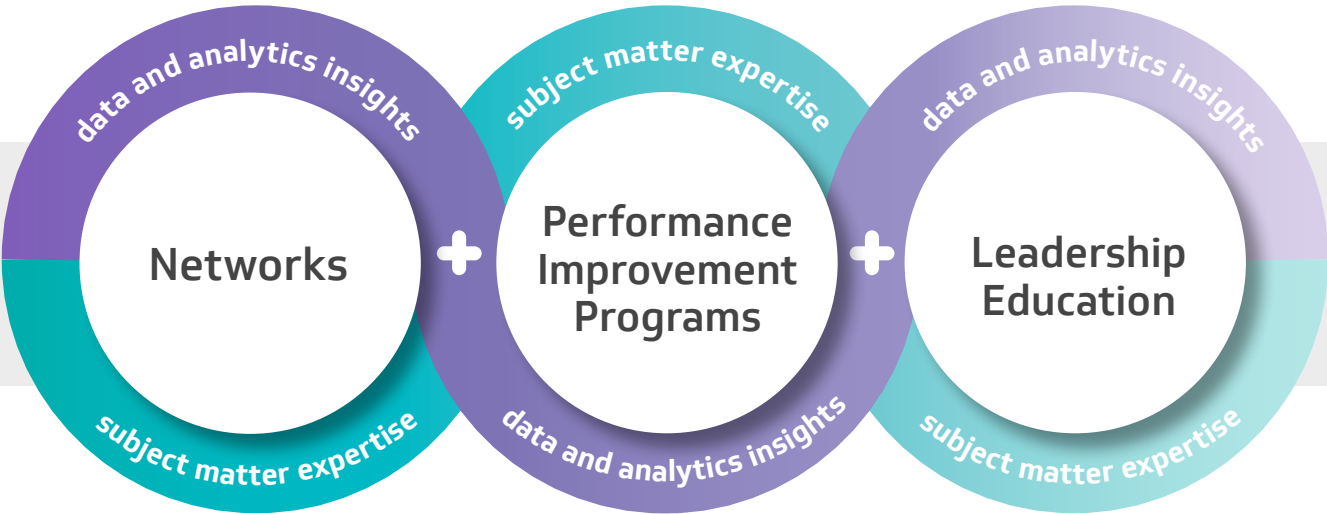 data and analytics insights
Networks
subject matter expertise
+
subject matter expertise
Performance
Improvement
Programs
data and analytics insights
+
data and analytics insights
Leadership
Education
subject matter expertise